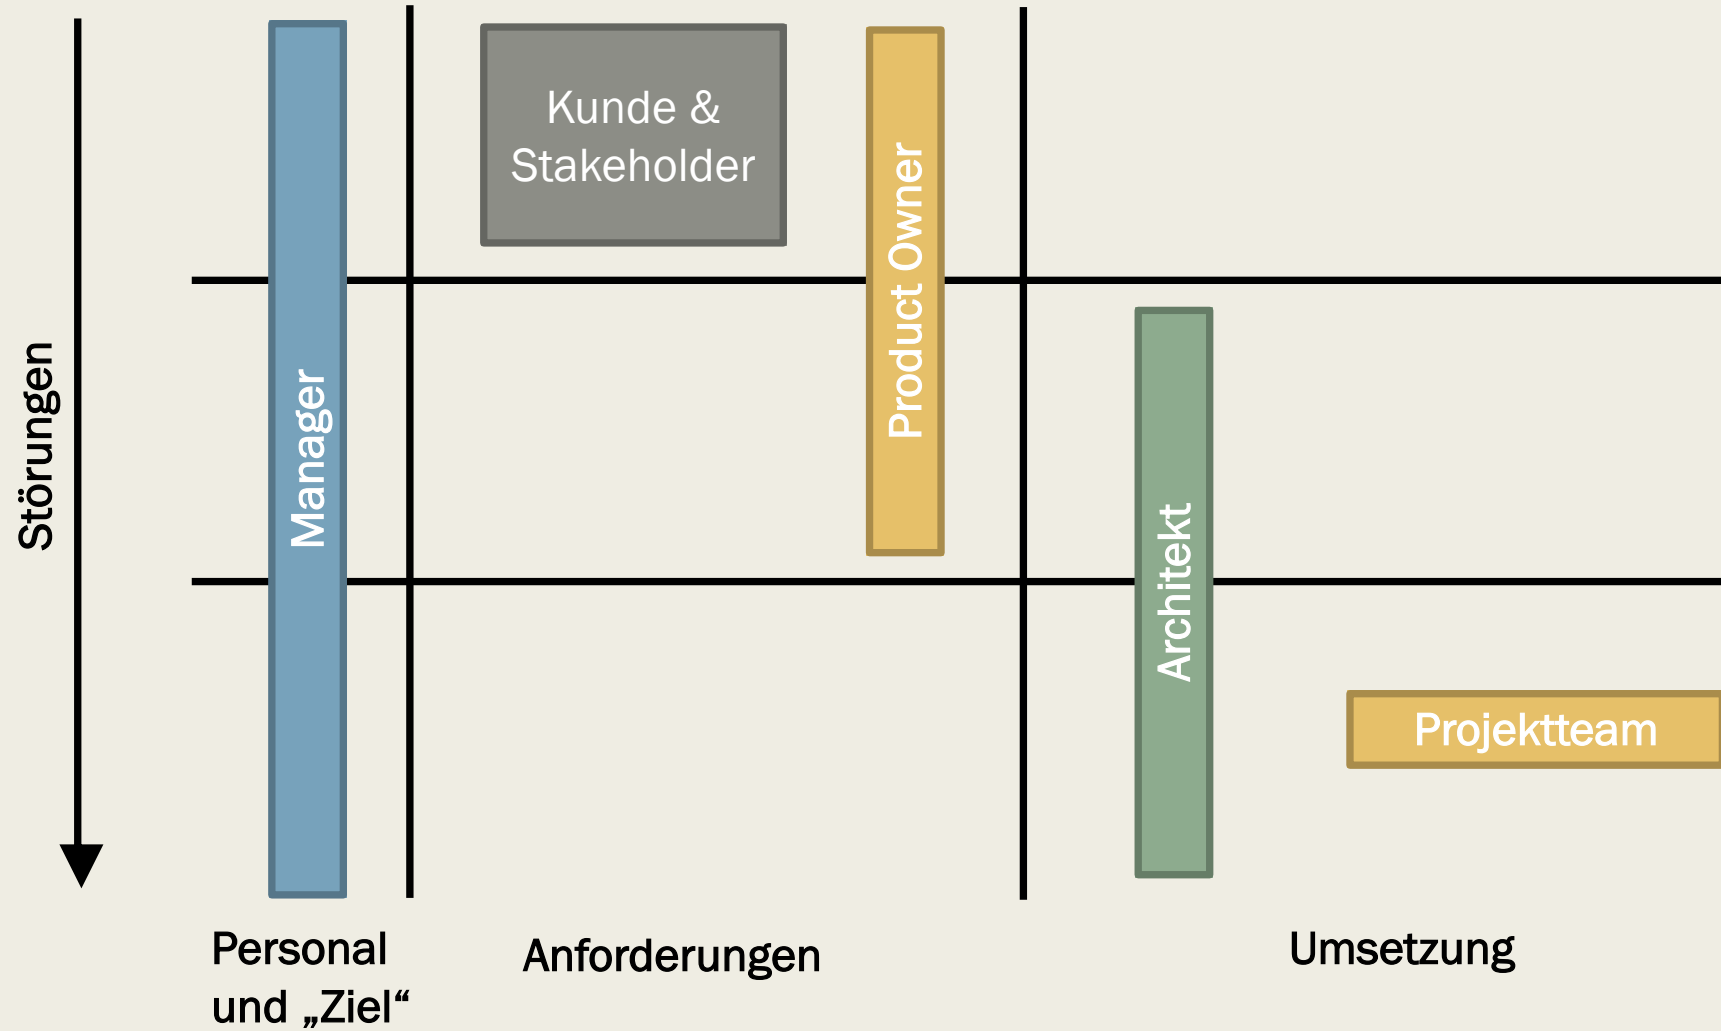 Störungen
Manager
Kunde &
Stakeholder
Product Owner
Architekt
Projektteam
Personal
und „Ziel“
Anforderungen
Umsetzung